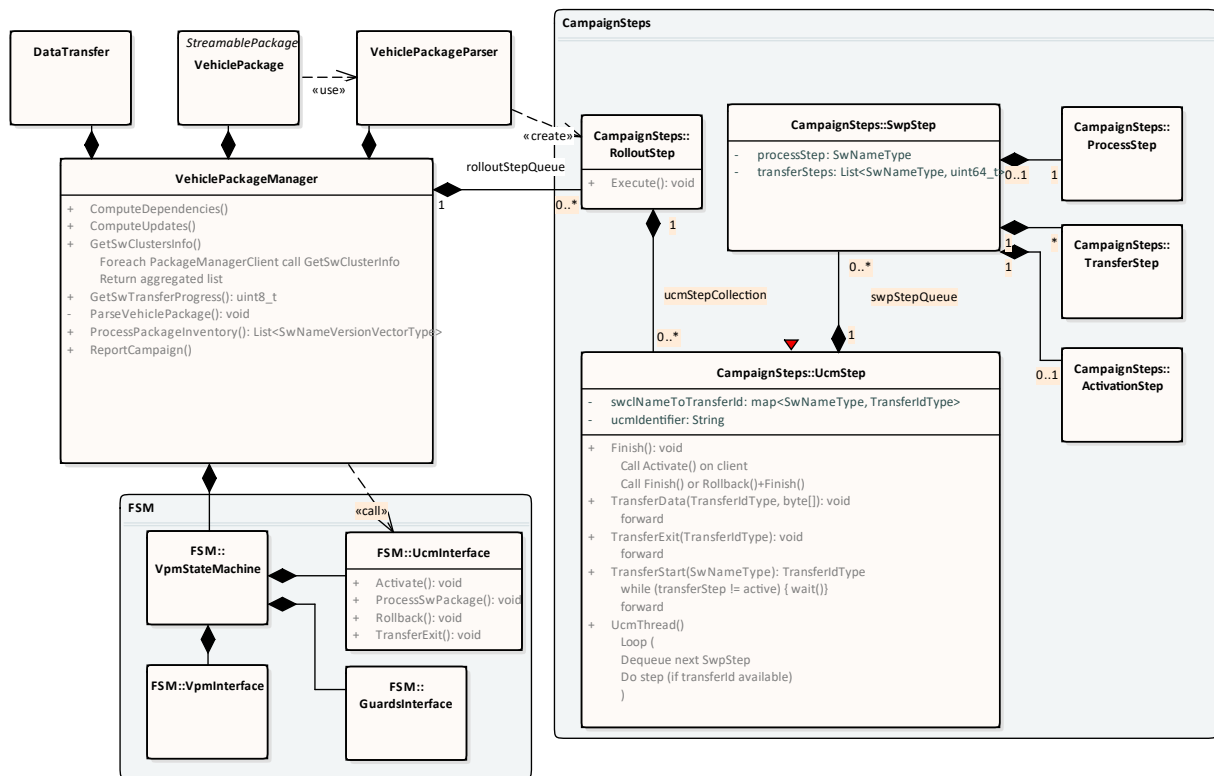 CampaignSteps
DataTransfer
StreamablePackage
VehiclePackage
VehiclePackageParser
«use»
«create»
CampaignSteps::
RolloutStep
+ Execute(): void
CampaignSteps::SwpStep
- processStep: SwNameType
- transferSteps: List<SwNameType, uint64_t>
CampaignSteps::
ProcessStep
0..1
1
rolloutStepQueue
1
0..*
VehiclePackageManager
+ ComputeDependencies()
+ ComputeUpdates()
+ GetSwClustersInfo()
Foreach PackageManagerClient call GetSwClusterInfo
Return aggregated list
+ GetSwTransferProgress(): uint8_t
- ParseVehiclePackage(): void
+ ProcessPackageInventory(): List<SwNameVersionVectorType>
+ ReportCampaign()
1
1
*
CampaignSteps::
TransferStep
1
0..*
ucmStepCollection
swpStepQueue
0..*
1
0..1
CampaignSteps::
ActivationStep
CampaignSteps::UcmStep
- swclNameToTransferId: map<SwNameType, TransferIdType>
- ucmIdentifier: String
+ Finish(): void
Call Activate() on client
Call Finish() or Rollback()+Finish()
+ TransferData(TransferIdType, byte[]): void
forward
+ TransferExit(TransferIdType): void
forward
+ TransferStart(SwNameType): TransferIdType
while (transferStep != active) { wait()}
forward
+ UcmThread()
Loop (
Dequeue next SwpStep
Do step (if transferId available)
)
FSM
«call»
FSM::
VpmStateMachine
FSM::UcmInterface
+ Activate(): void
+ ProcessSwPackage(): void
+ Rollback(): void
+ TransferExit(): void
FSM::VpmInterface
FSM::
GuardsInterface